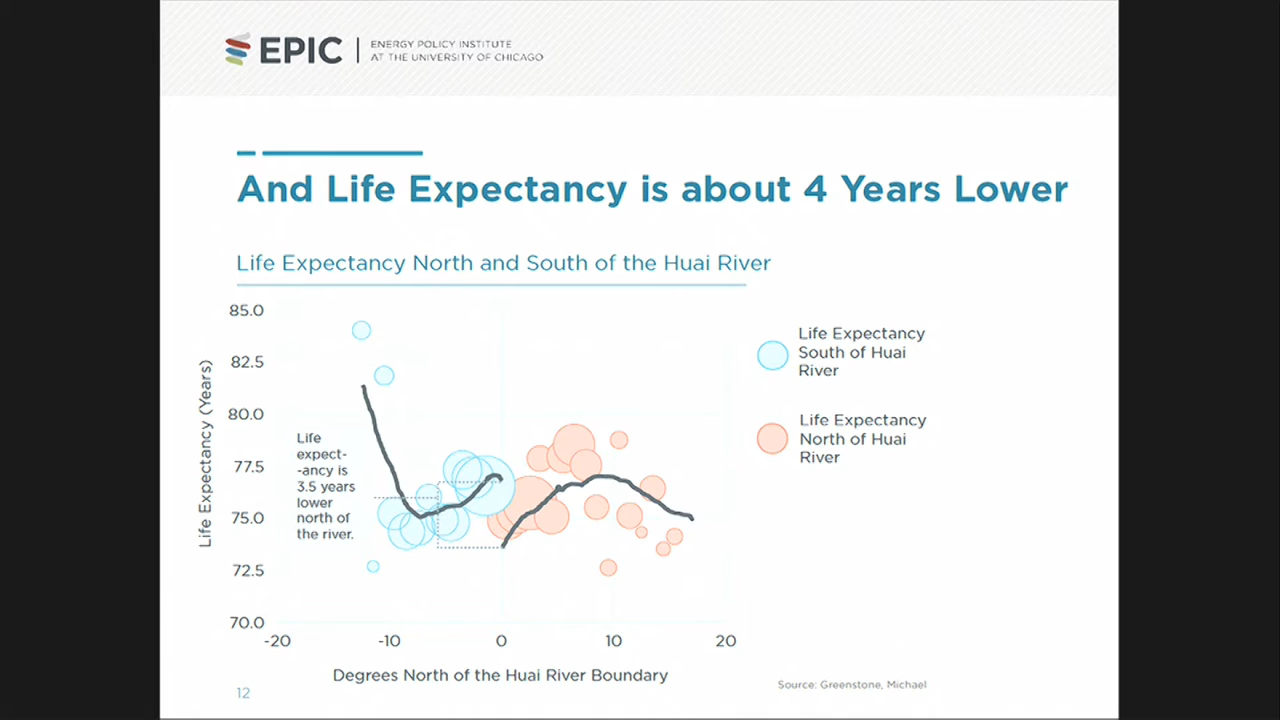 EPIC
ENERGY POLICY INSTITUTE
AT THE UNIVERSITY OF CHICAGO
And Life Expectancy is about 4 Years Lower
Life Expectancy North and South of the Huai River
85.0
82.5
80.0
77.5
75.0
72.5
70.0
Life Expectancy (Years)
Life
expect-
-ancy is
3.5 years
lower
north of
the river.
-20
-10
0
10
20
Degrees North of the Huai River Boundary
Life Expectancy
South of Huai
River
Life Expectancy
North of Huai
River
12
Source: Greenstone, Michael